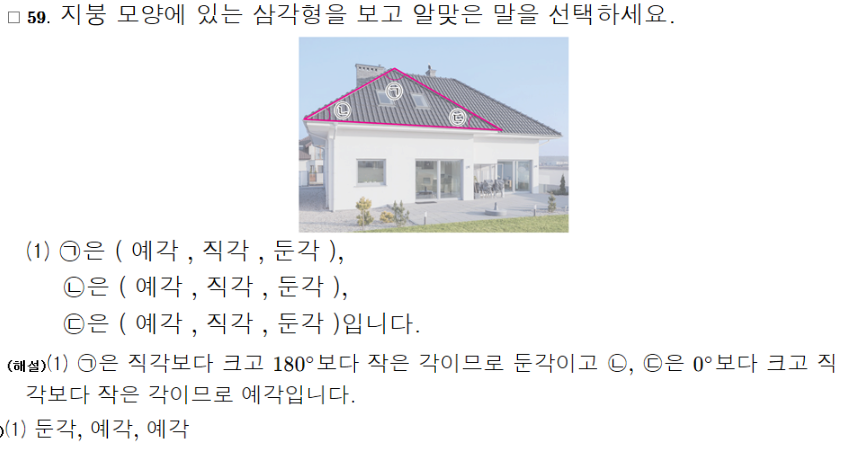 □ 59. 지붕 모양에 있는 삼각형을 보고 알맞은 말을 선택하세요.
㉠
㉡
㉢
(1) ㉠은 ( 예각 , 직각 , 둔각 ),
㉡은 ( 예각 , 직각 , 둔각 ),
㉢은 ( 예각 , 직각 , 둔각 )입니다.
(해설)(1) ㉠은 직각보다 크고 180°보다 작은 각이므로 둔각이고 ㉡, ㉢은 0°보다 크고 직
각보다 작은 각이므로 예각입니다.
)(1) 둔각, 예각, 예각